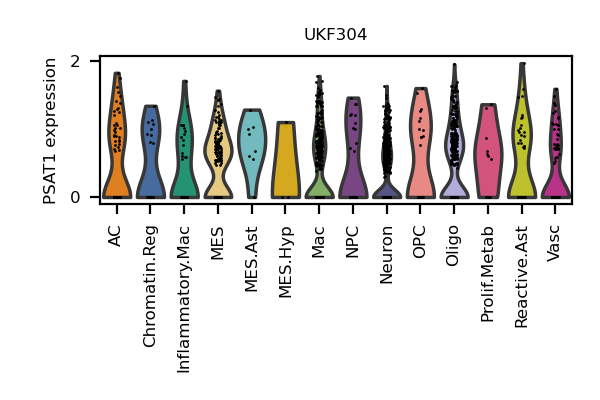 UKF304
PSAT1 expression
2
0
AC
Chromatin.Reg
Inflammatory.Mac
MES
MES.Ast
MES.Hyp
Mac
NPC
Neuron
OPC
Oligo
Prolif.Metab
Reactive.Ast
Vasc